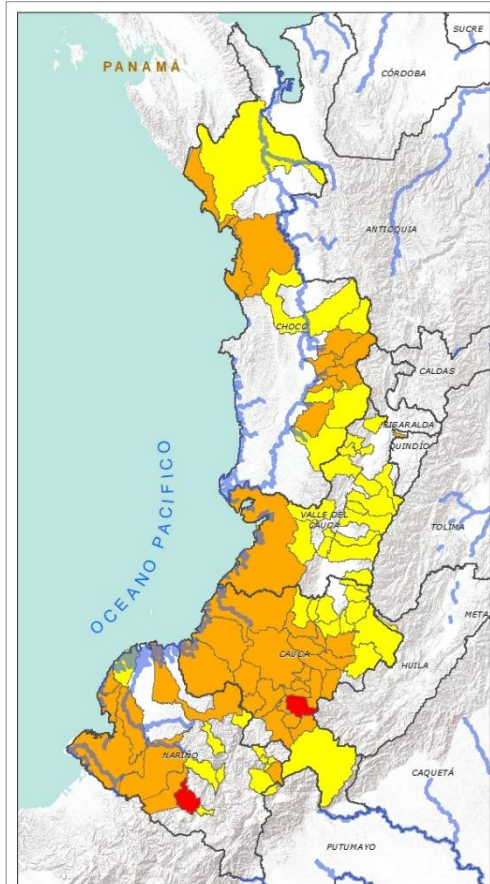 SUCRE
PANAMÁ
CÓRDOBA
ANTIOQUIA
CHOCÓ
CALDAS
RISARALDA
QUINDÍO
OCEANO PACIFICO
VALLE DEL
CAUCA
TOLIMA
META
CAUCA
HUILA
NARIÑO
CAQUETÁ
PUTUMAYO